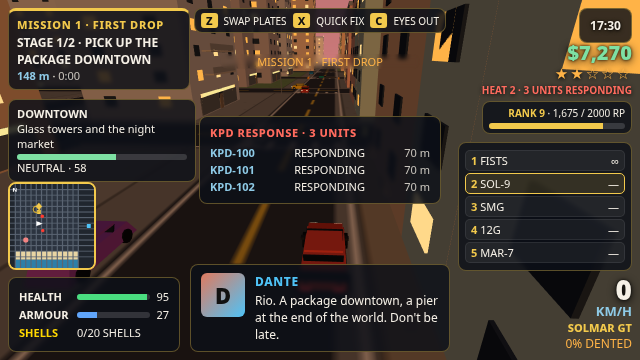 MISSION 1 · FIRST DROP
STAGE 1/2 · PICK UP THE
PACKAGE DOWNTOWN
148 m · 0:00
Z SWAP PLATES X QUICK FIX C EYES OUT
MISSION 1 · FIRST DROP
17:30
$7,270
★★☆☆☆☆
HEAT 2 · 3 UNITS RESPONDING
RANK 9 · 1,675 / 2000 RP
DOWNTOWN
Glass towers and the night
market
NEUTRAL · 58
KPD RESPONSE · 3 UNITS
KPD-100 RESPONDING 70 m
KPD-101 RESPONDING 70 m
KPD-102 RESPONDING 70 m
1 FISTS ∞
2 SOL-9 —
3 SMG —
4 12G —
5 MAR-7 —
HEALTH 95
ARMOUR 27
SHELLS 0/20 SHELLS
D
DANTE
Rio. A package downtown, a pier
at the end of the world. Don't be
late.
0
KM/H
SOLMAR GT
0% DENTED